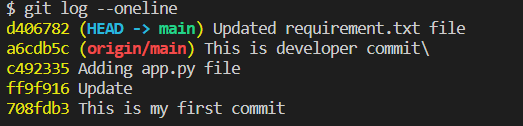 $ git log --oneline
d406782 (HEAD -> main) Updated requirement.txt file
a6cdb5c (origin/main) This is developer commit\
c492335 Adding app.py file
ff9f916 Update
708fdb3 This is my first commit